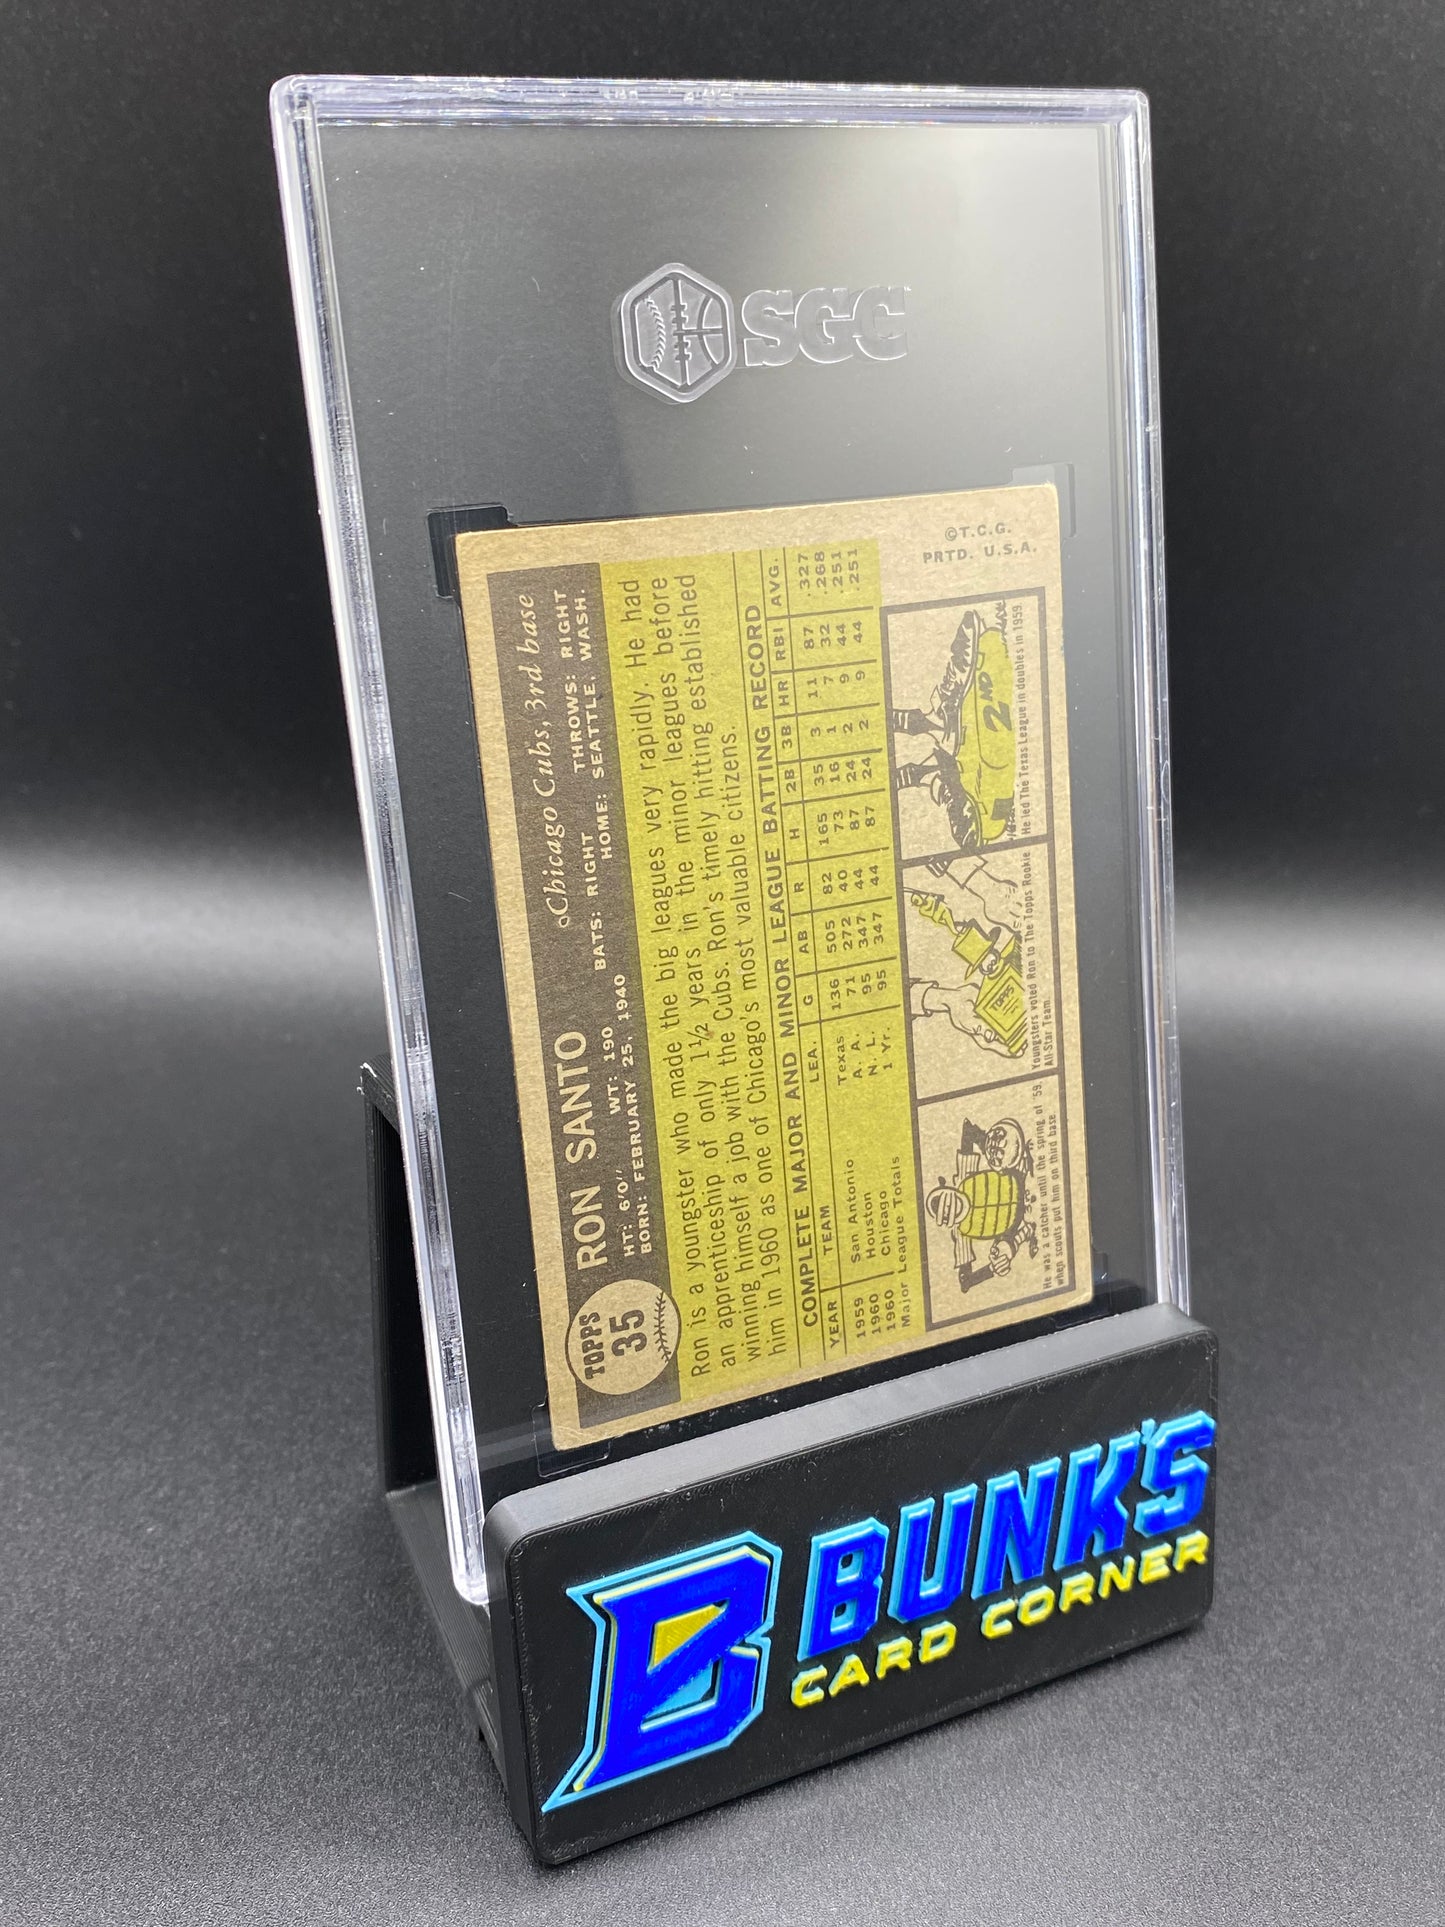 SGC
TOPPS
35
RON SANTO
Chicago Cubs, 3rd base
HT: 6'0" WT: 190 BATS: RIGHT THROWS: RIGHT
BORN: FEBRUARY 25, 1940 HOME: SEATTLE, WASH.
Ron is a youngster who made the big leagues very rapidly. He had
an apprenticeship of only 1½ years in the minor leagues before
winning himself a job with the Cubs. Ron's timely hitting established
him in 1960 as one of Chicago's most valuable citizens.
COMPLETE MAJOR AND MINOR LEAGUE BATTING RECORD
YEAR TEAM LEA. G AB R H 2B 3B HR RBI AVG.
1959 San Antonio Texas 136 505 82 165 35 3 11 87 .327
1960 Houston A. A. 71 272 40 73 16 1 7 32 .268
1960 Chicago N. L. 95 347 44 87 24 2 9 44 .251
Major League Totals 1 Yr. 95 347 44 87 24 2 9 44 .251
He was a catcher until the spring of '59
when scouts put him on third base.
TOPPS
Youngsters voted Ron to The Topps Rookie
All-Star Team.
2ND
He led The Texas League in doubles in 1959.
©T.C.G.
PRTD. U.S.A.
B
BUNK'S
CARD CORNER